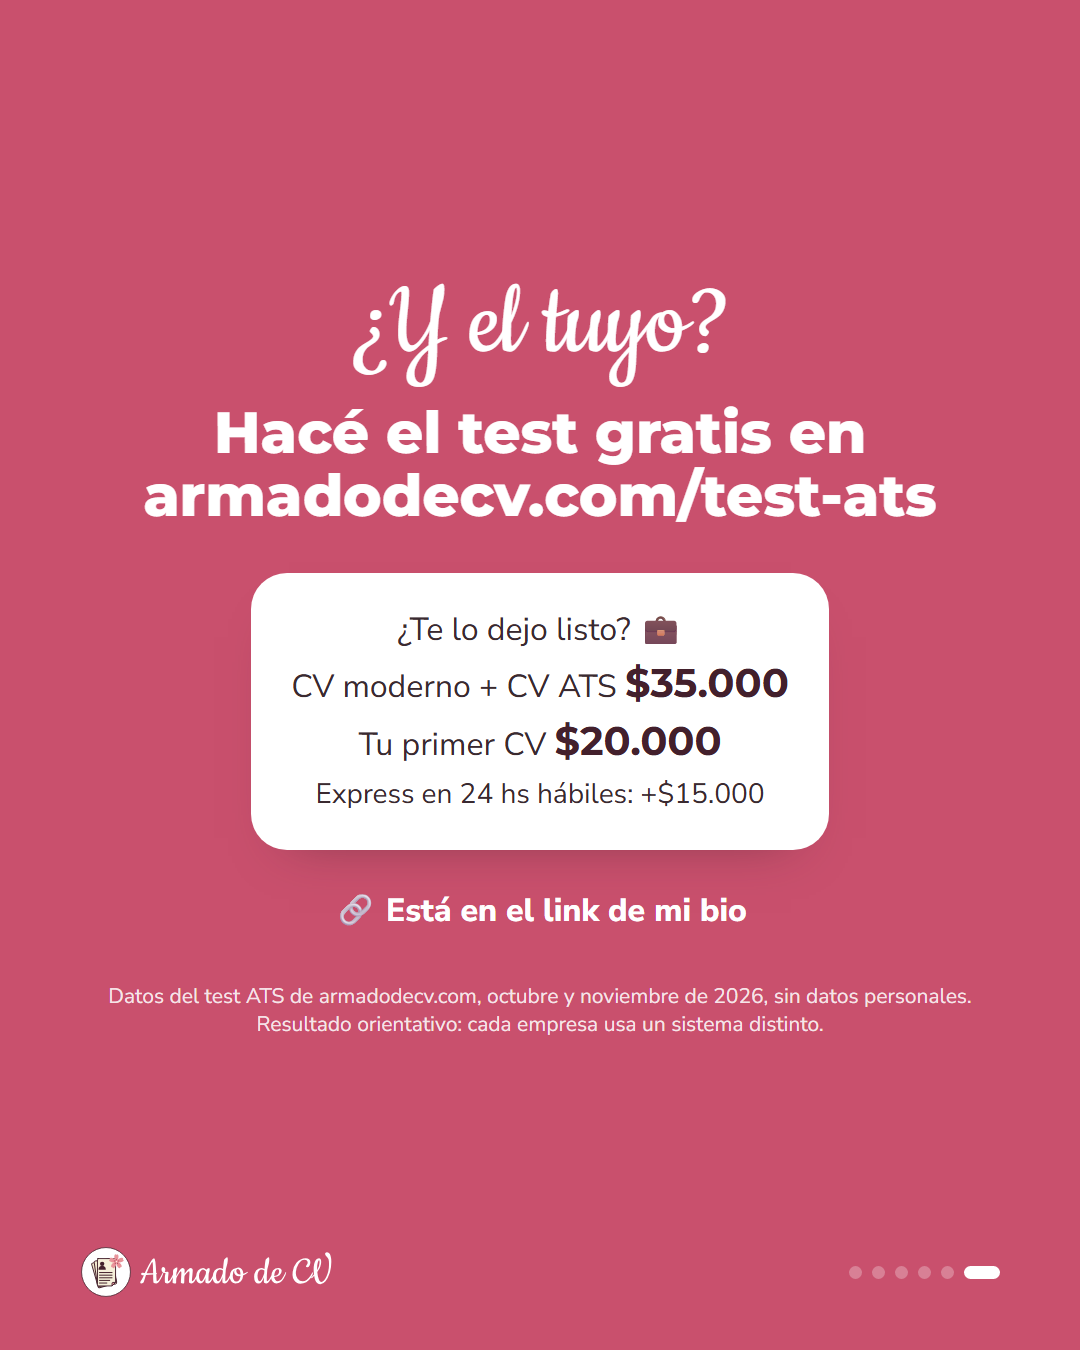 ¿Y el tuyo?
Hacé el test gratis en
armadodecv.com/test-ats
¿Te lo dejo listo? 💼
CV moderno + CV ATS $35.000
Tu primer CV $20.000
Express en 24 hs hábiles: +$15.000
🔗 Está en el link de mi bio
Datos del test ATS de armadodecv.com, octubre y noviembre de 2026, sin datos personales.
Resultado orientativo: cada empresa usa un sistema distinto.
Armado de CV